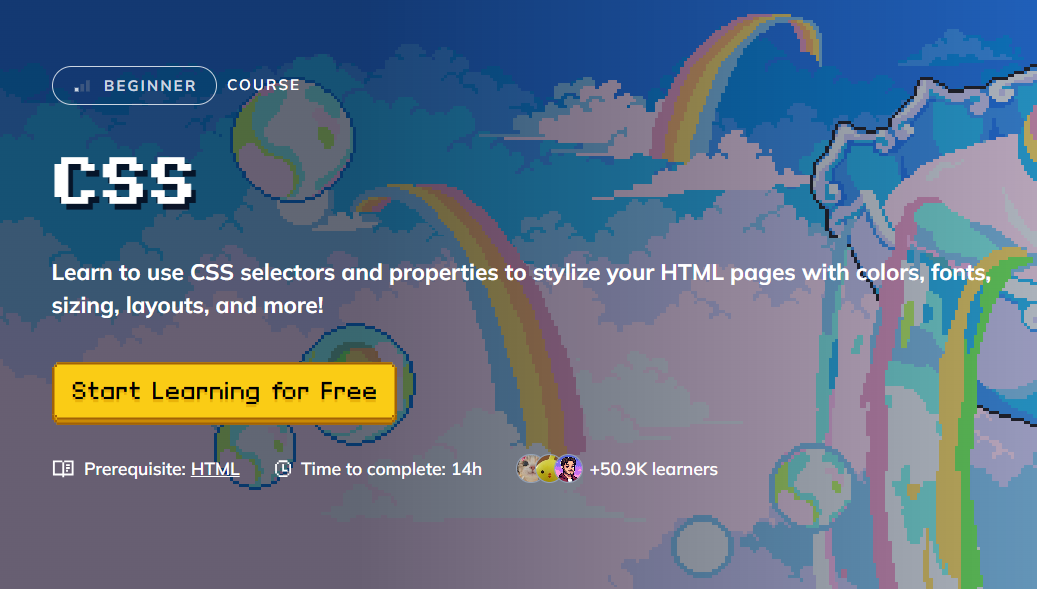 BEGINNER COURSE
CSS
Learn to use CSS selectors and properties to stylize your HTML pages with colors, fonts,
sizing, layouts, and more!
Start Learning for Free
Prerequisite: HTML Time to complete: 14h +50.9K learners